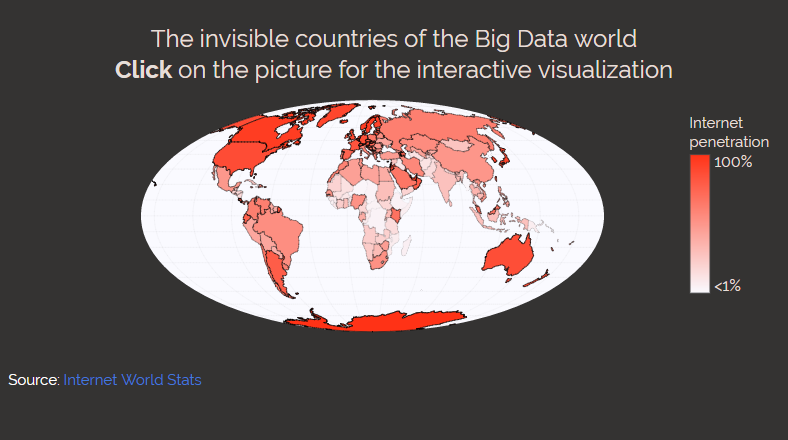 The invisible countries of the Big Data world
Click on the picture for the interactive visualization
Internet
penetration
100%
<1%
Source: Internet World Stats